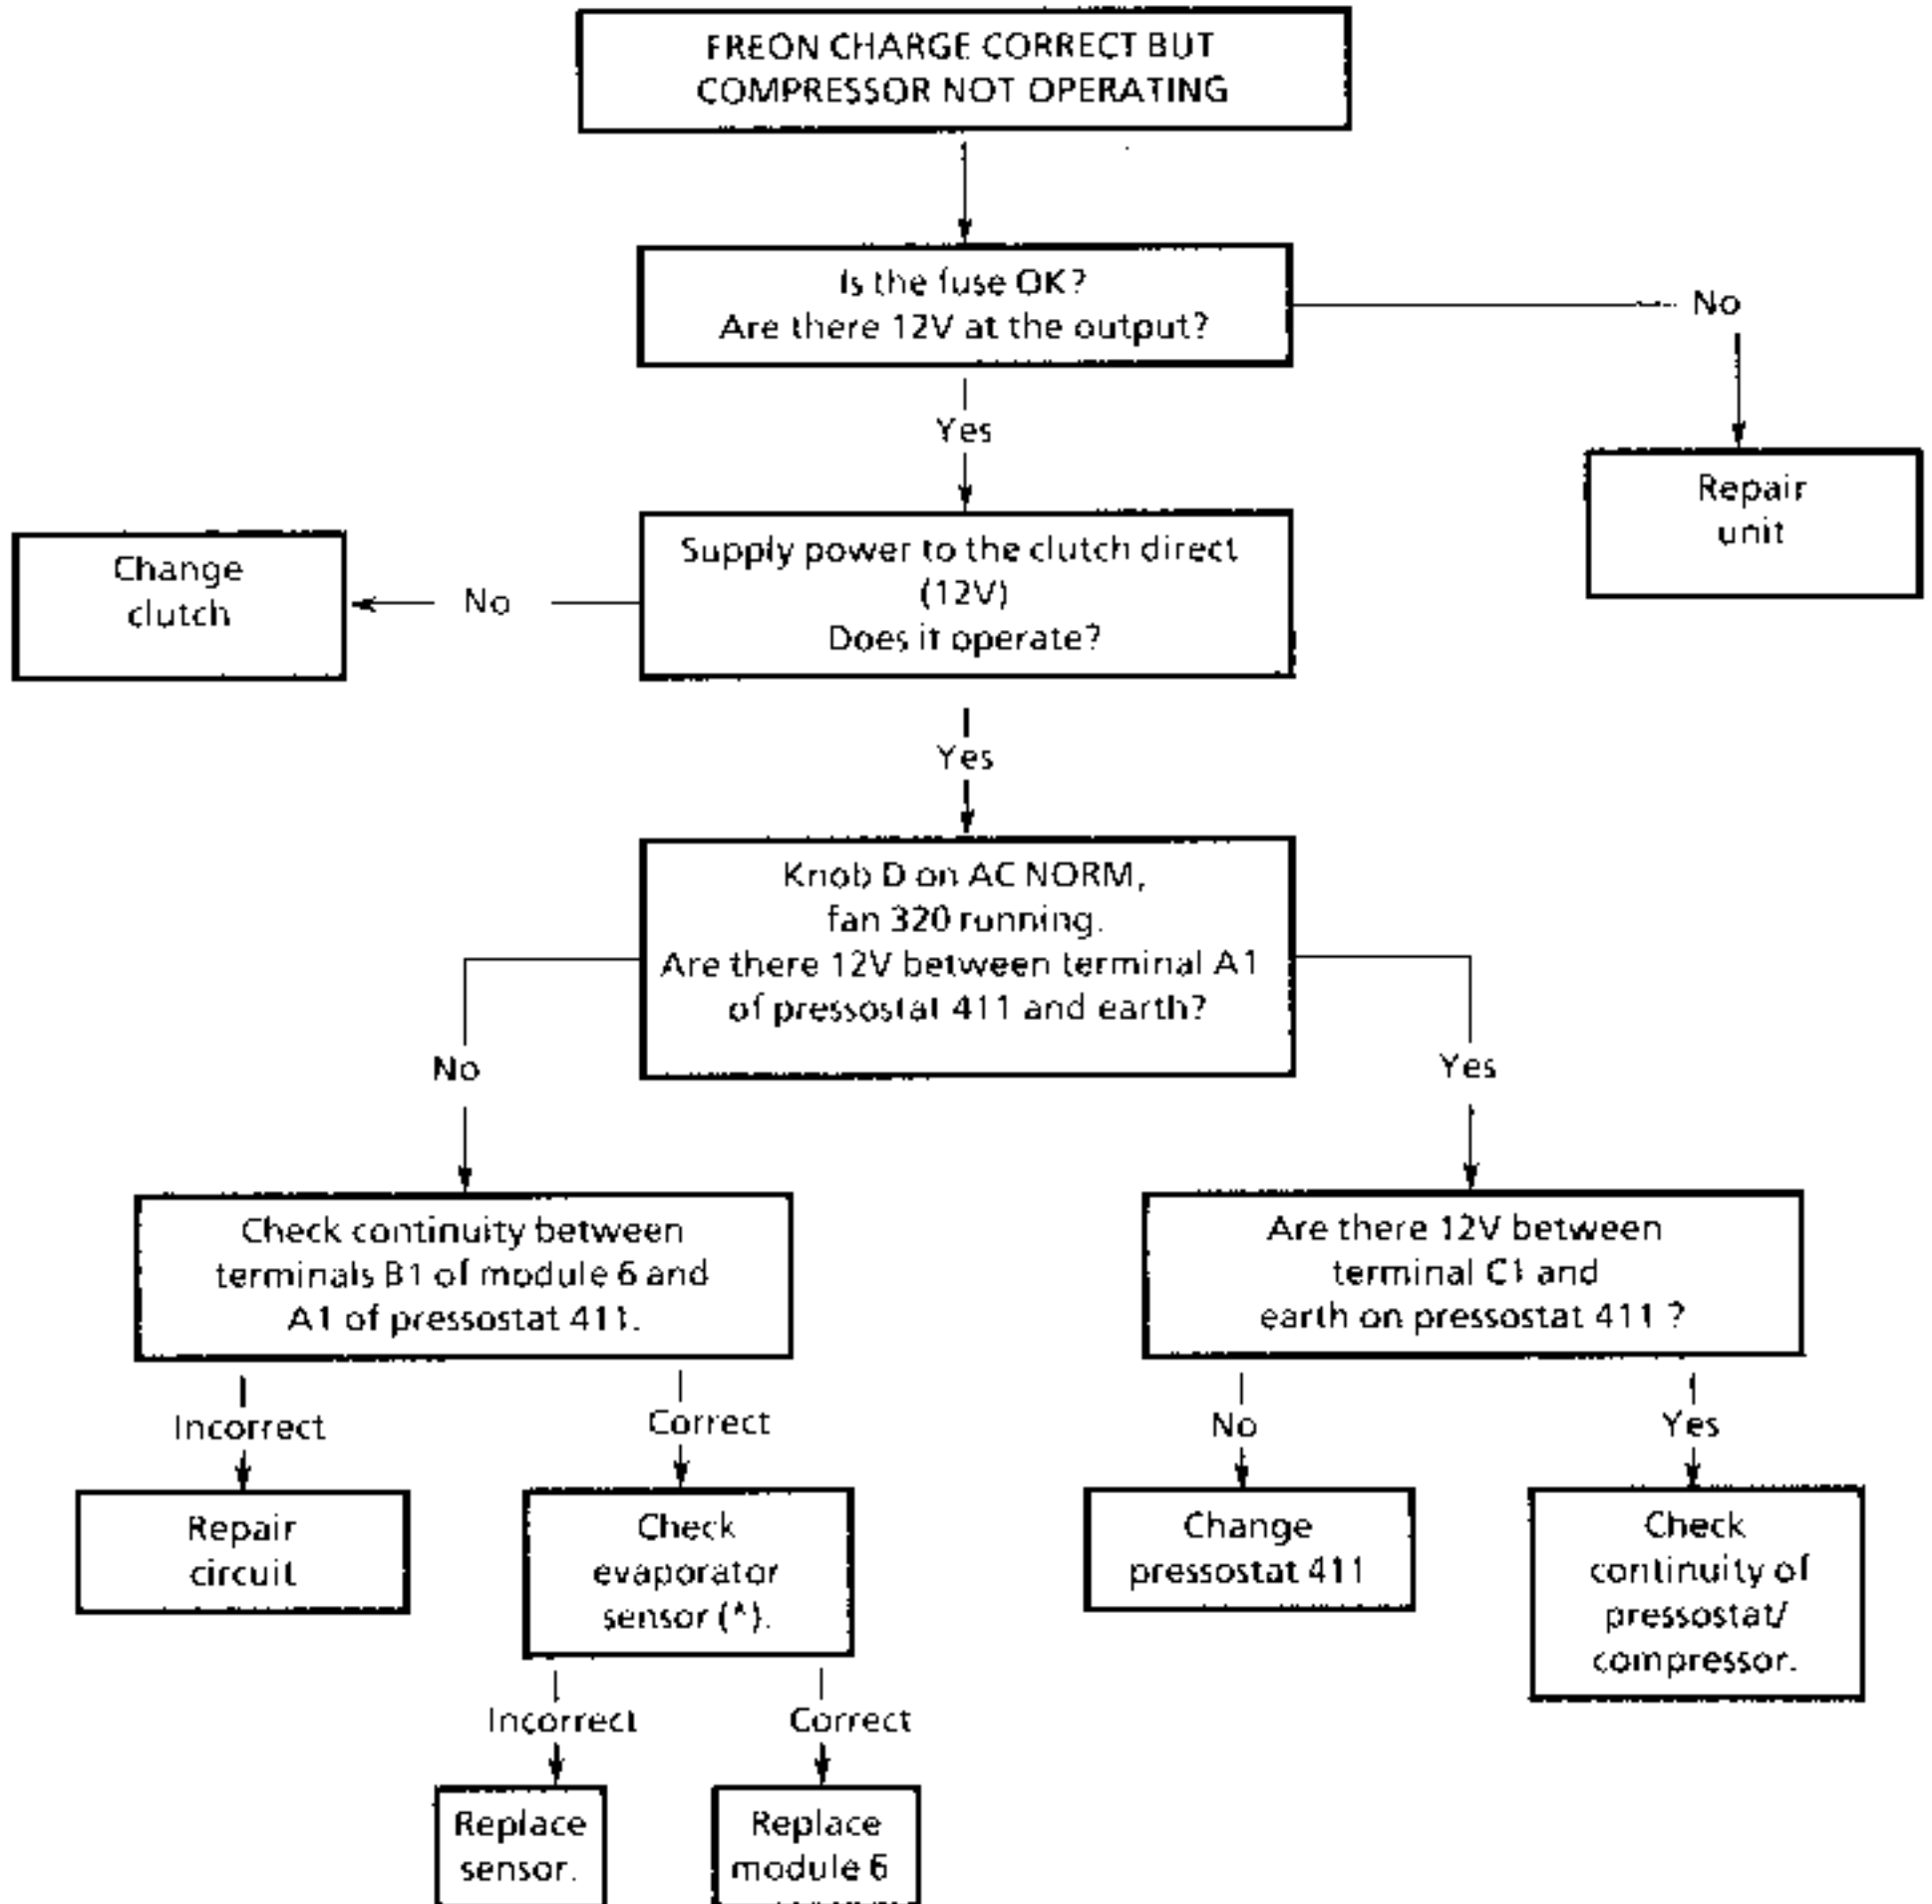 FREON CHARGE CORRECT BUT
COMPRESSOR NOT OPERATING
Is the fuse OK?
Are there 12V at the output?
No
Yes
Repair
unit
Supply power to the clutch direct
(12V)
Does it operate?
No
Change
clutch
Yes
Knob D on AC NORM,
fan 320 running.
Are there 12V between terminal A1
of pressostat 411 and earth?
No
Yes
Check continuity between
terminals B1 of module 6 and
A1 of pressostat 411.
Are there 12V between
terminal C1 and
earth on pressostat 411 ?
Incorrect
Correct
No
Yes
Repair
circuit
Check
evaporator
sensor (*).
Change
pressostat 411
Check
continuity of
pressostat/
compressor.
Incorrect
Correct
Replace
sensor.
Replace
module 6